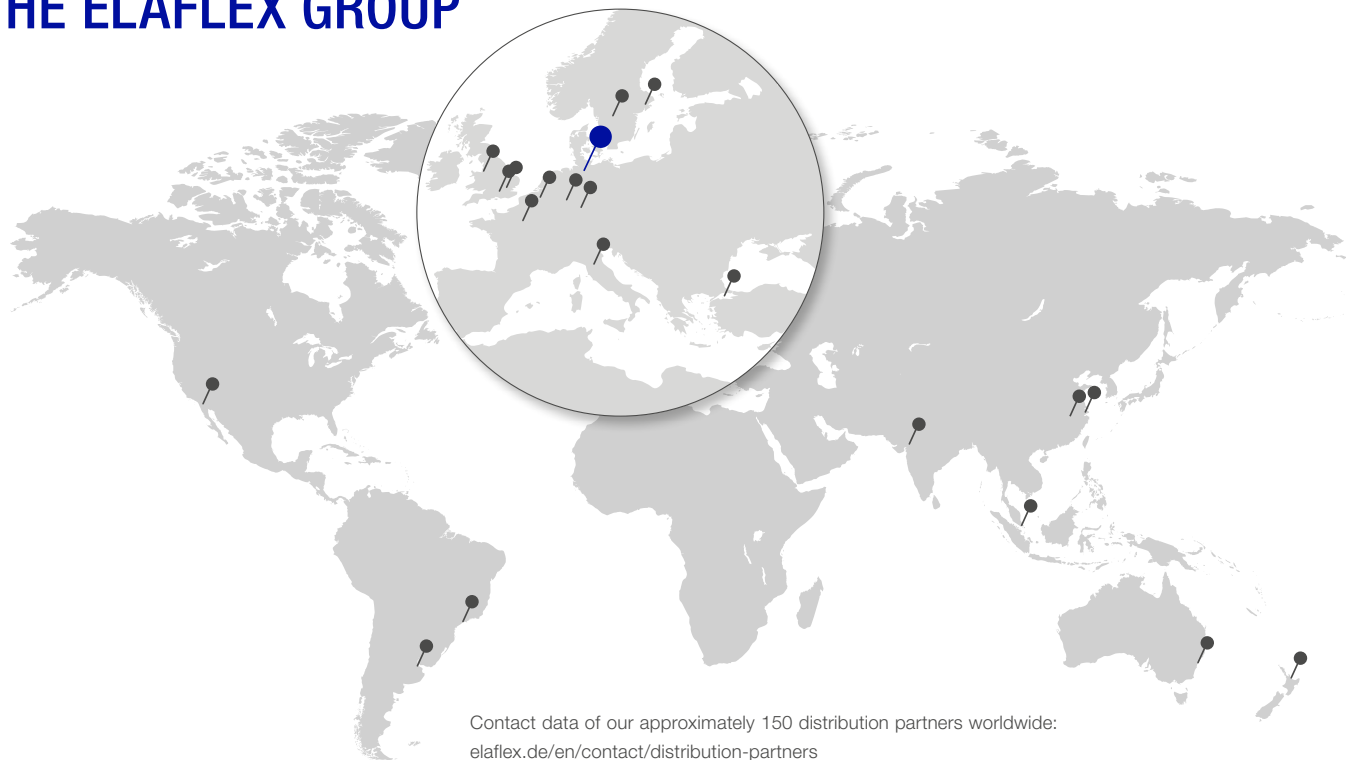 HE ELAFLEX GROUP
Contact data of our approximately 150 distribution partners worldwide:
elaflex.de/en/contact/distribution-partners